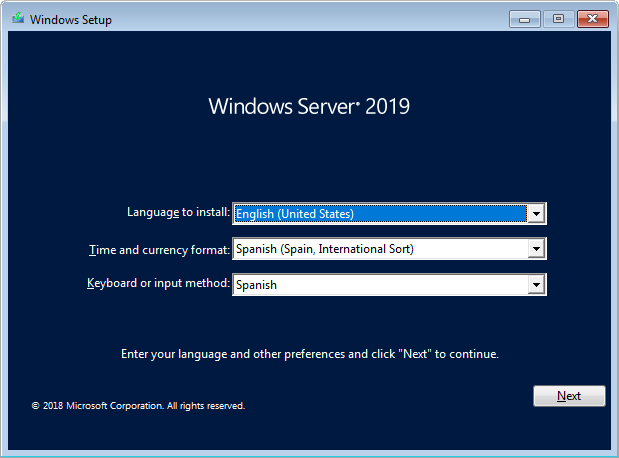 Windows Setup
Windows Server® 2019
Language to install: English (United States)
Time and currency format: Spanish (Spain, International Sort)
Keyboard or input method: Spanish
Enter your language and other preferences and click "Next" to continue.
Next
© 2018 Microsoft Corporation. All rights reserved.